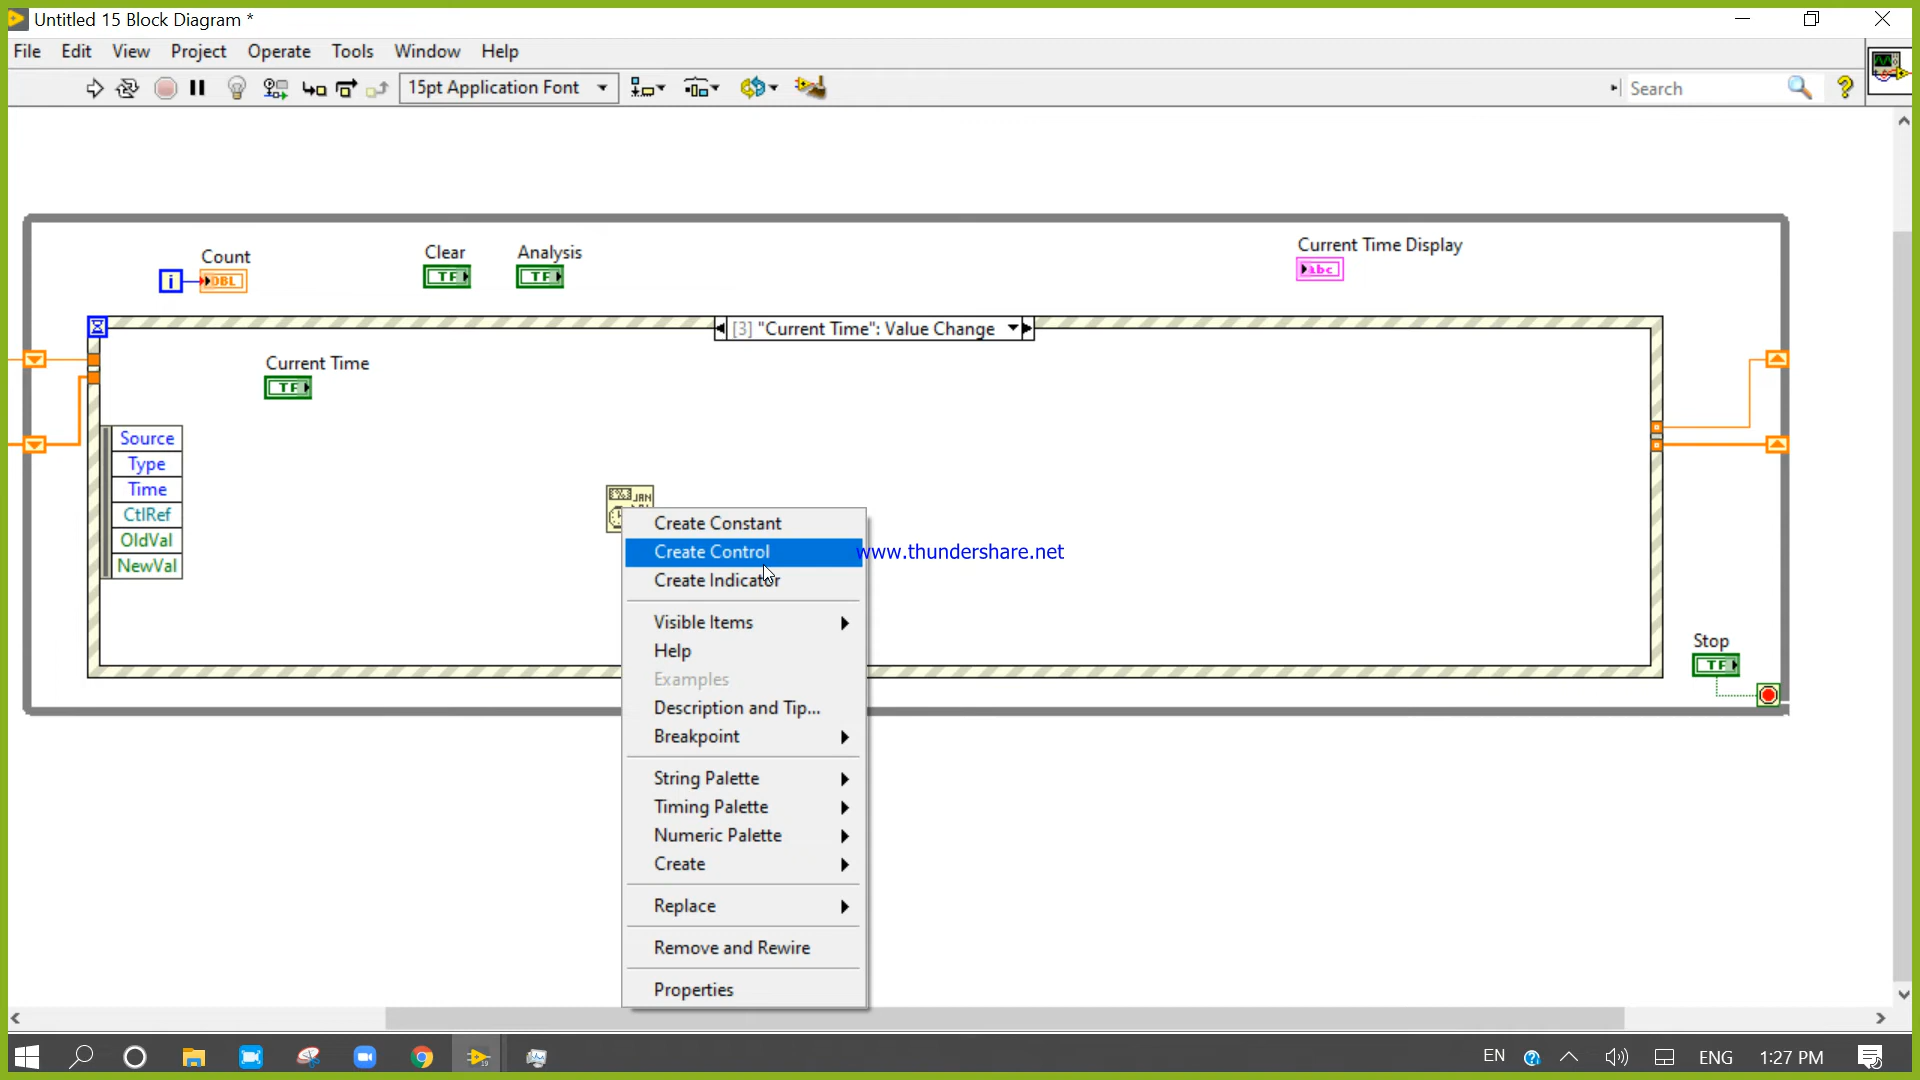 Untitled 15 Block Diagram *
File Edit View Project Operate Tools Window Help
15pt Application Font
Search
Count
Clear
Analysis
Current Time Display
i
DBL
TF
TF
abc
[3] "Current Time": Value Change
Current Time
TF
Source
Type
Time
CtlRef
OldVal
NewVal
JAN
Create Constant
Create Control
www.thundershare.net
Create Indicator
Visible Items
Help
Examples
Description and Tip...
Breakpoint
String Palette
Timing Palette
Numeric Palette
Create
Replace
Remove and Rewire
Properties
Stop
TF
EN
ENG
1:27 PM